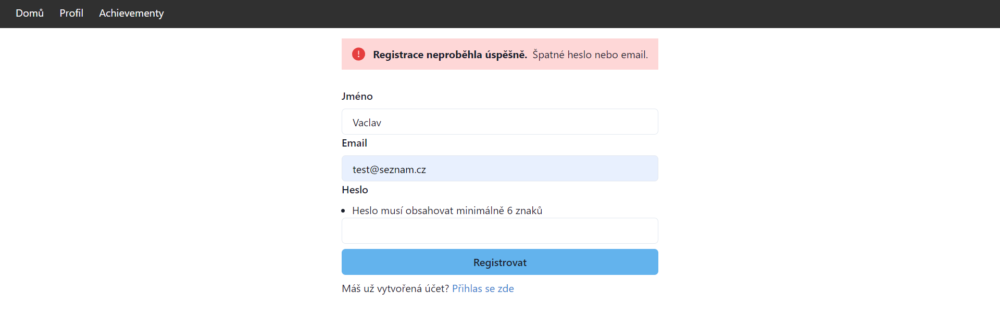 Domů Profil Achievementy
Registrace neproběhla úspěšně. Špatné heslo nebo email.
Jméno
Vaclav
Email
test@seznam.cz
Heslo
• Heslo musí obsahovat minimálně 6 znaků
Registrovat
Máš už vytvořená účet? Přihlas se zde